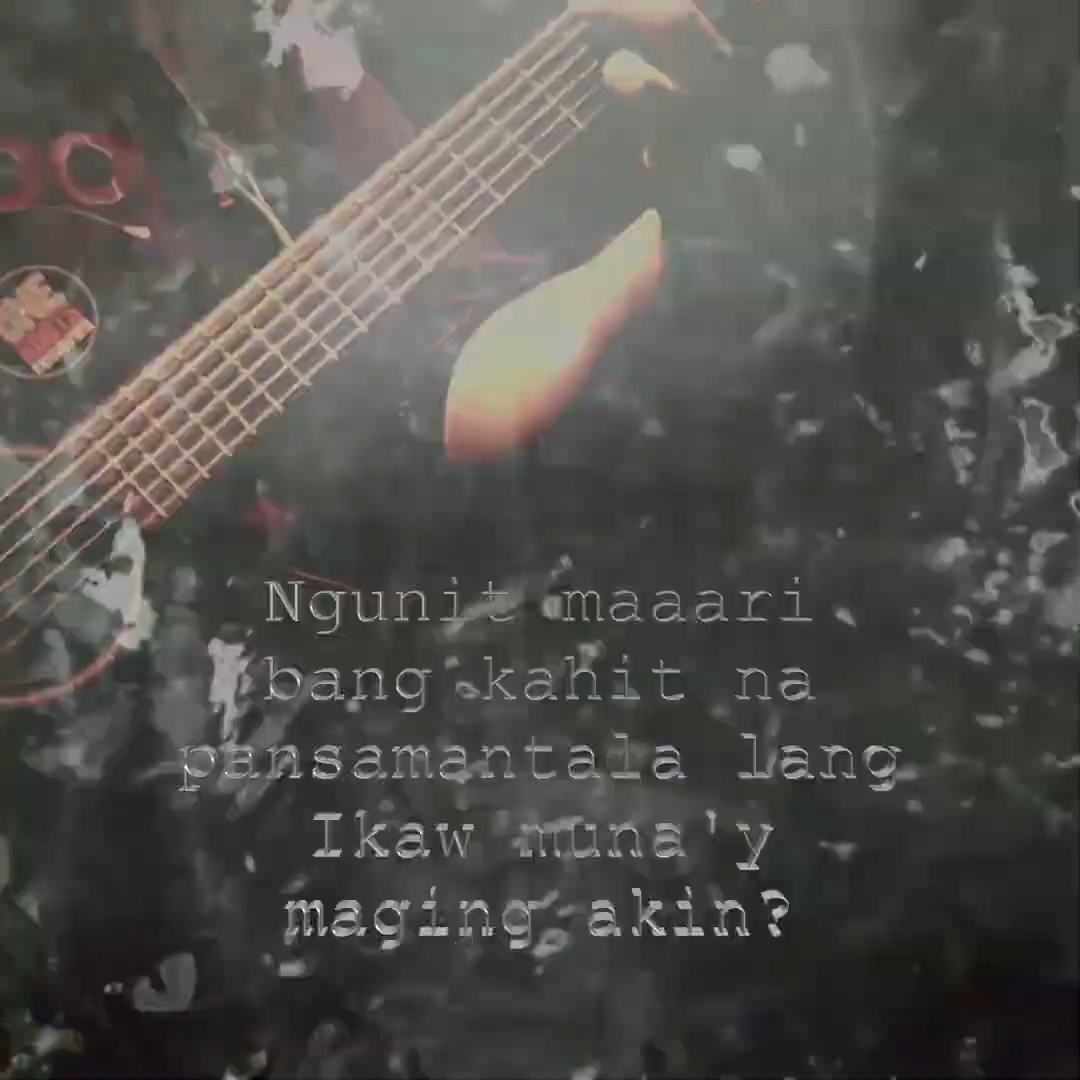 Ngunit maaari
bang kahit na
pansamantala lang
Ikaw muna'y
maging akin?